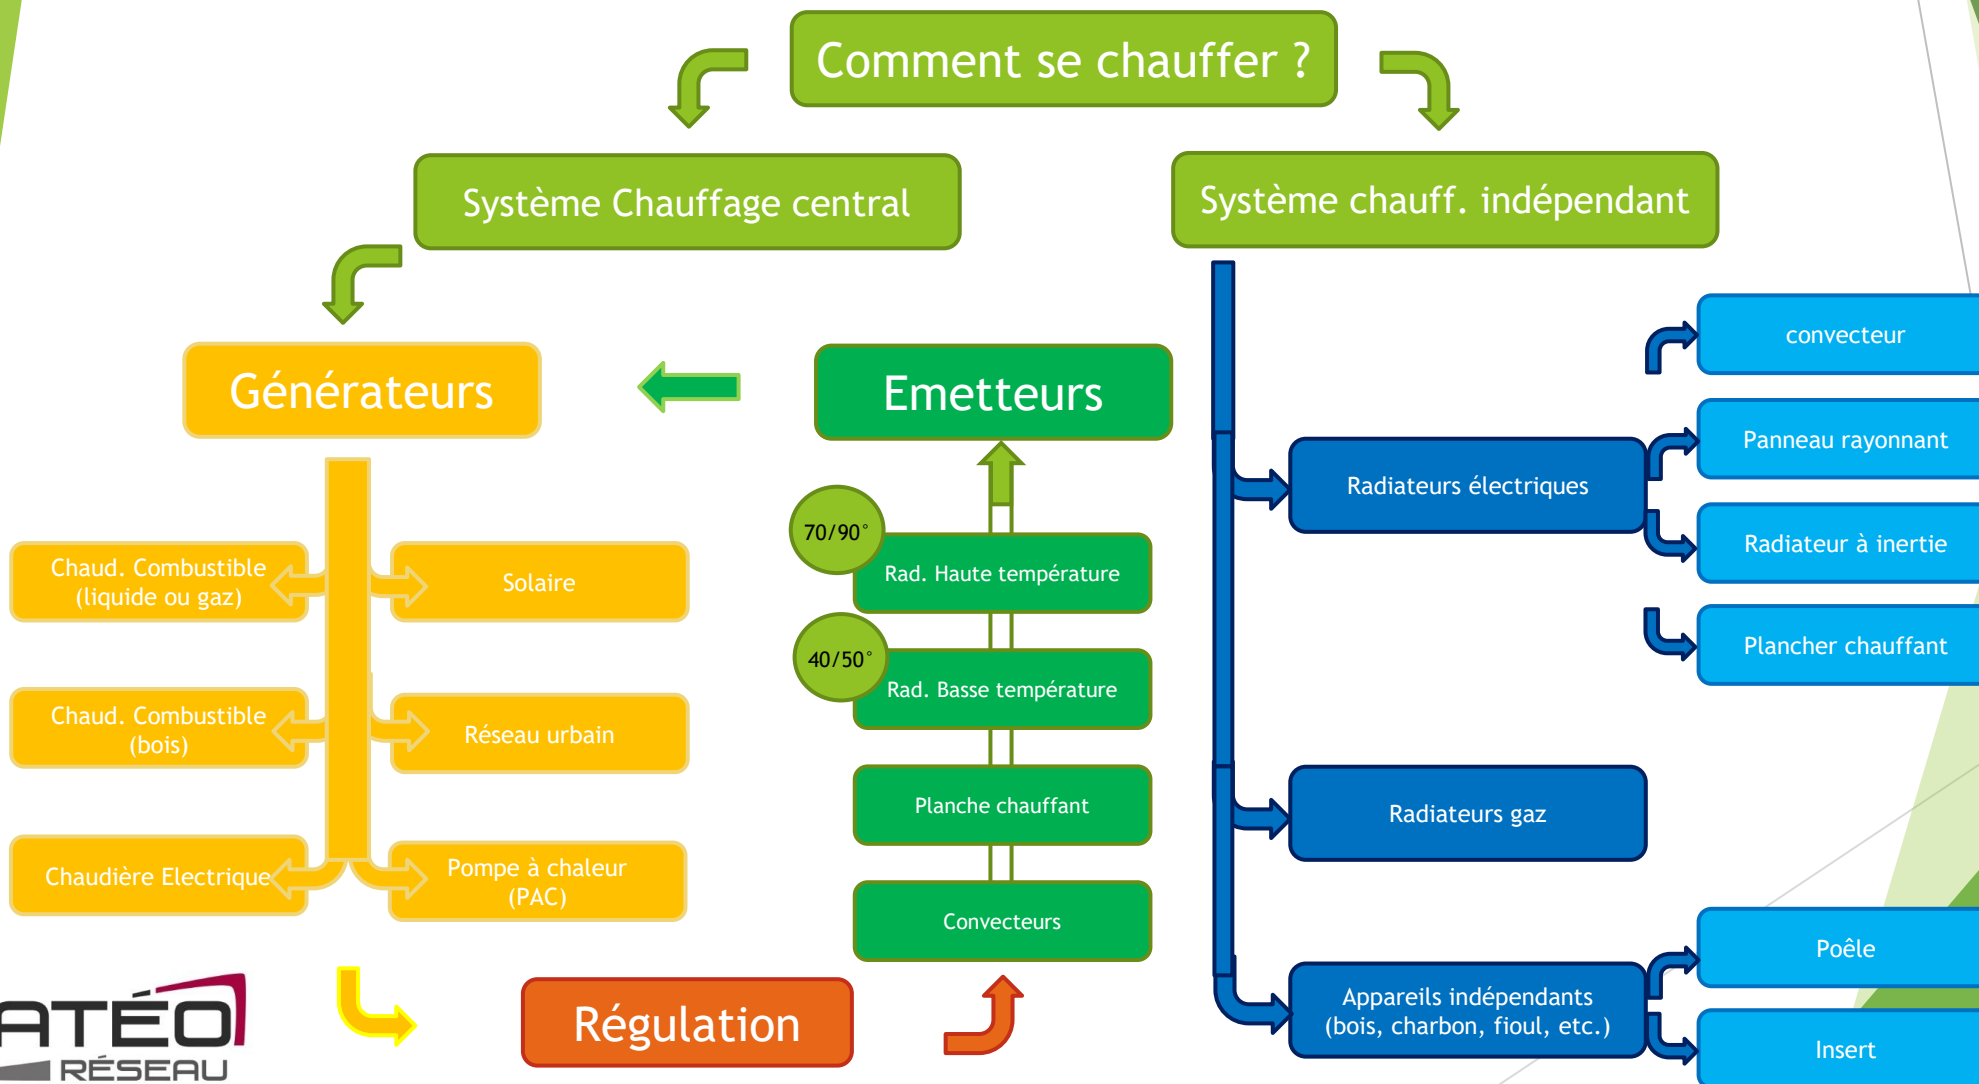 Comment se chauffer ?
Système Chauffage central
Système chauff. indépendant
Générateurs
Emetteurs
Chaud. Combustible
(liquide ou gaz)
Solaire
Chaud. Combustible
(bois)
Réseau urbain
Chaudière Electrique
Pompe à chaleur
(PAC)
70/90°
Rad. Haute température
40/50°
Rad. Basse température
Planche chauffant
Convecteurs
Régulation
Radiateurs électriques
convecteur
Panneau rayonnant
Radiateur à inertie
Plancher chauffant
Radiateurs gaz
Appareils indépendants
(bois, charbon, fioul, etc.)
Poêle
Insert
ATÉO
RÉSEAU